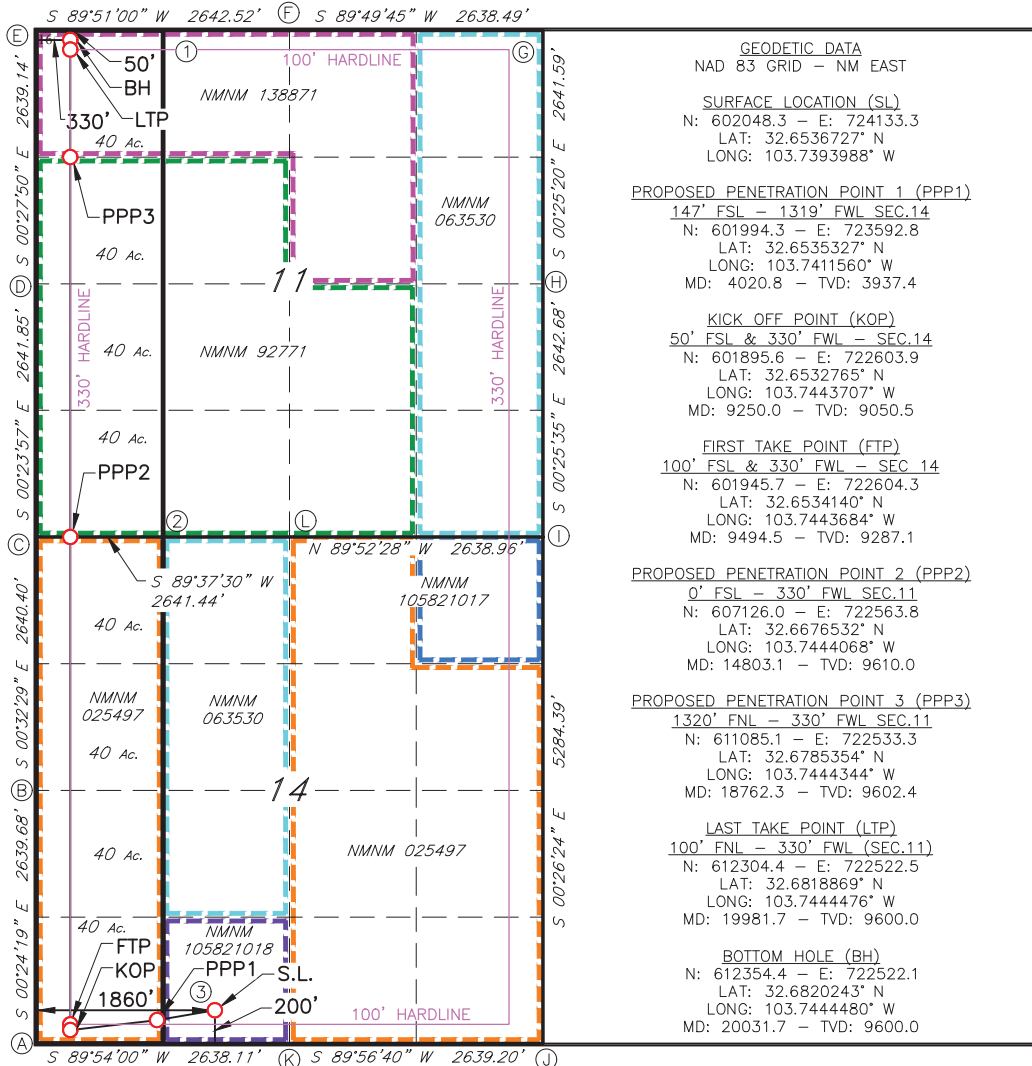 S 89°51'00" W 2642.52'
F
S 89°49'45" W 2638.49'
E
1
G
50'
BH
LTP
330'
100' HARDLINE
NMNM 138871
40 Ac.
2639.14'
S 00°27'50" E
2641.59'
S 00°25'20" E
PPP3
NMNM
063530
40 Ac.
11
D
H
330' HARDLINE
330' HARDLINE
40 Ac.
NMNM 92771
2641.85'
S 00°23'57" E
2642.68'
S 00°25'35" E
40 Ac.
PPP2
2
L
C
I
N 89°52'28" W 2638.96'
S 89°37'30" W
2641.44'
NMNM
105821017
40 Ac.
2640.40'
S 00°32'29" E
NMNM
025497
NMNM
063530
40 Ac.
5284.39'
S 00°26'24" E
B
14
40 Ac.
NMNM 025497
2639.68'
S 00°24'19" E
40 Ac.
NMNM
105821018
FTP
KOP
PPP1
S.L.
3
1860'
200'
100' HARDLINE
A
S 89°54'00" W 2638.11'
K
S 89°56'40" W 2639.20'
J
GEODETIC DATA
NAD 83 GRID – NM EAST
SURFACE LOCATION (SL)
N: 602048.3 – E: 724133.3
LAT: 32.6536727° N
LONG: 103.7393988° W
PROPOSED PENETRATION POINT 1 (PPP1)
147' FSL – 1319' FWL SEC.14
N: 601994.3 – E: 723592.8
LAT: 32.6535327° N
LONG: 103.7411560° W
MD: 4020.8 – TVD: 3937.4
KICK OFF POINT (KOP)
50' FSL & 330' FWL – SEC.14
N: 601895.6 – E: 722603.9
LAT: 32.6532765° N
LONG: 103.7443707° W
MD: 9250.0 – TVD: 9050.5
FIRST TAKE POINT (FTP)
100' FSL & 330' FWL – SEC 14
N: 601945.7 – E: 722604.3
LAT: 32.6534140° N
LONG: 103.7443684° W
MD: 9494.5 – TVD: 9287.1
PROPOSED PENETRATION POINT 2 (PPP2)
0' FSL – 330' FWL SEC.11
N: 607126.0 – E: 722563.8
LAT: 32.6676532° N
LONG: 103.7444068° W
MD: 14803.1 – TVD: 9610.0
PROPOSED PENETRATION POINT 3 (PPP3)
1320' FNL – 330' FWL SEC.11
N: 611085.1 – E: 722533.3
LAT: 32.6785354° N
LONG: 103.7444344° W
MD: 18762.3 – TVD: 9602.4
LAST TAKE POINT (LTP)
100' FNL – 330' FWL (SEC.11)
N: 612304.4 – E: 722522.5
LAT: 32.6818869° N
LONG: 103.7444476° W
MD: 19981.7 – TVD: 9600.0
BOTTOM HOLE (BH)
N: 612354.4 – E: 722522.1
LAT: 32.6820243° N
LONG: 103.7444480° W
MD: 20031.7 – TVD: 9600.0